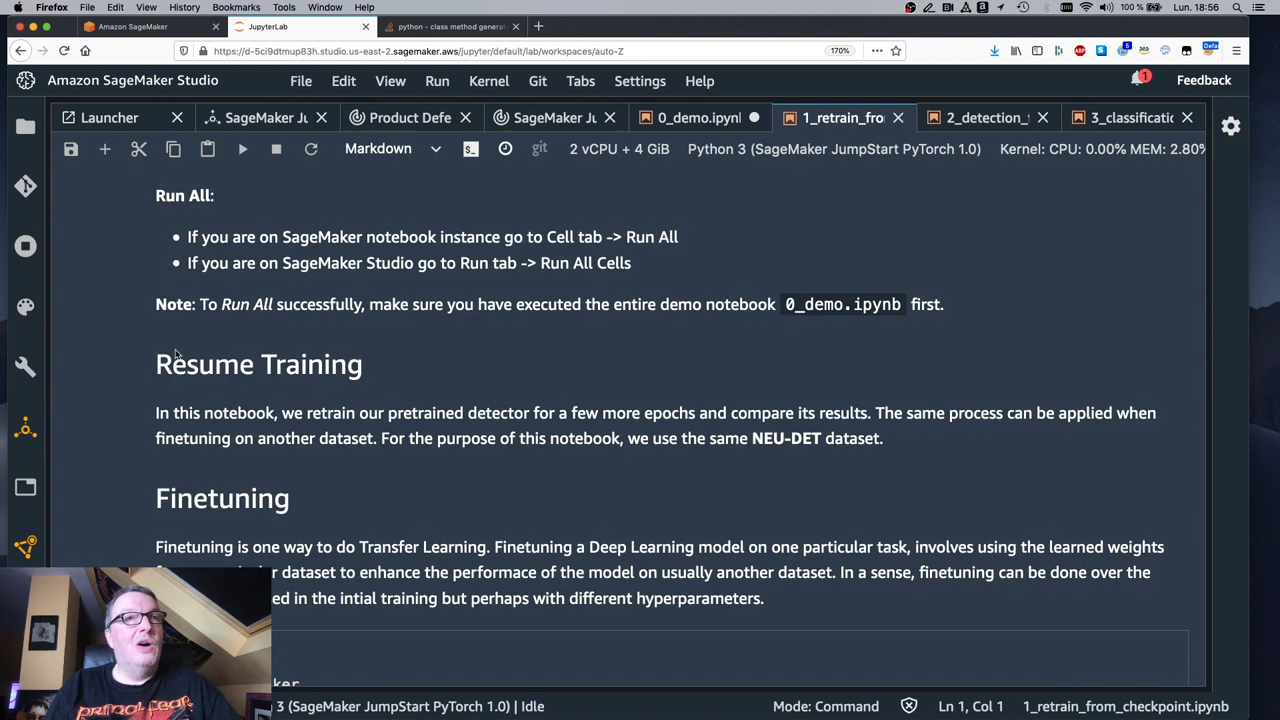 Firefox File Edit View History Bookmarks Tools Window Help 100 % Lun. 18:56
Amazon SageMaker JupyterLab python - class method generat
https://d-5ci9dtmup83h.studio.us-east-2.sagemaker.aws/jupyter/default/lab/workspaces/auto-Z 170%
Amazon SageMaker Studio File Edit View Run Kernel Git Tabs Settings Help 1 Feedback
Launcher SageMaker Ju Product Defe SageMaker Ju 0_demo.ipynl 1_retrain_fro 2_detection_ 3_classificatic
Markdown git 2 vCPU + 4 GiB Python 3 (SageMaker JumpStart PyTorch 1.0) Kernel: CPU: 0.00% MEM: 2.80%
Run All:
• If you are on SageMaker notebook instance go to Cell tab -> Run All
• If you are on SageMaker Studio go to Run tab -> Run All Cells
Note: To Run All successfully, make sure you have executed the entire demo notebook 0_demo.ipynb first.
Resume Training
In this notebook, we retrain our pretrained detector for a few more epochs and compare its results. The same process can be applied when
finetuning on another dataset. For the purpose of this notebook, we use the same NEU-DET dataset.
Finetuning
Finetuning is one way to do Transfer Learning. Finetuning a Deep Learning model on one particular task, involves using the learned weights
dataset to enhance the performace of the model on usually another dataset. In a sense, finetuning can be done over the
ed in the intial training but perhaps with different hyperparameters.
ker
3 (SageMaker JumpStart PyTorch 1.0) | Idle Mode: Command Ln 1, Col 1 1_retrain_from_checkpoint.ipynb